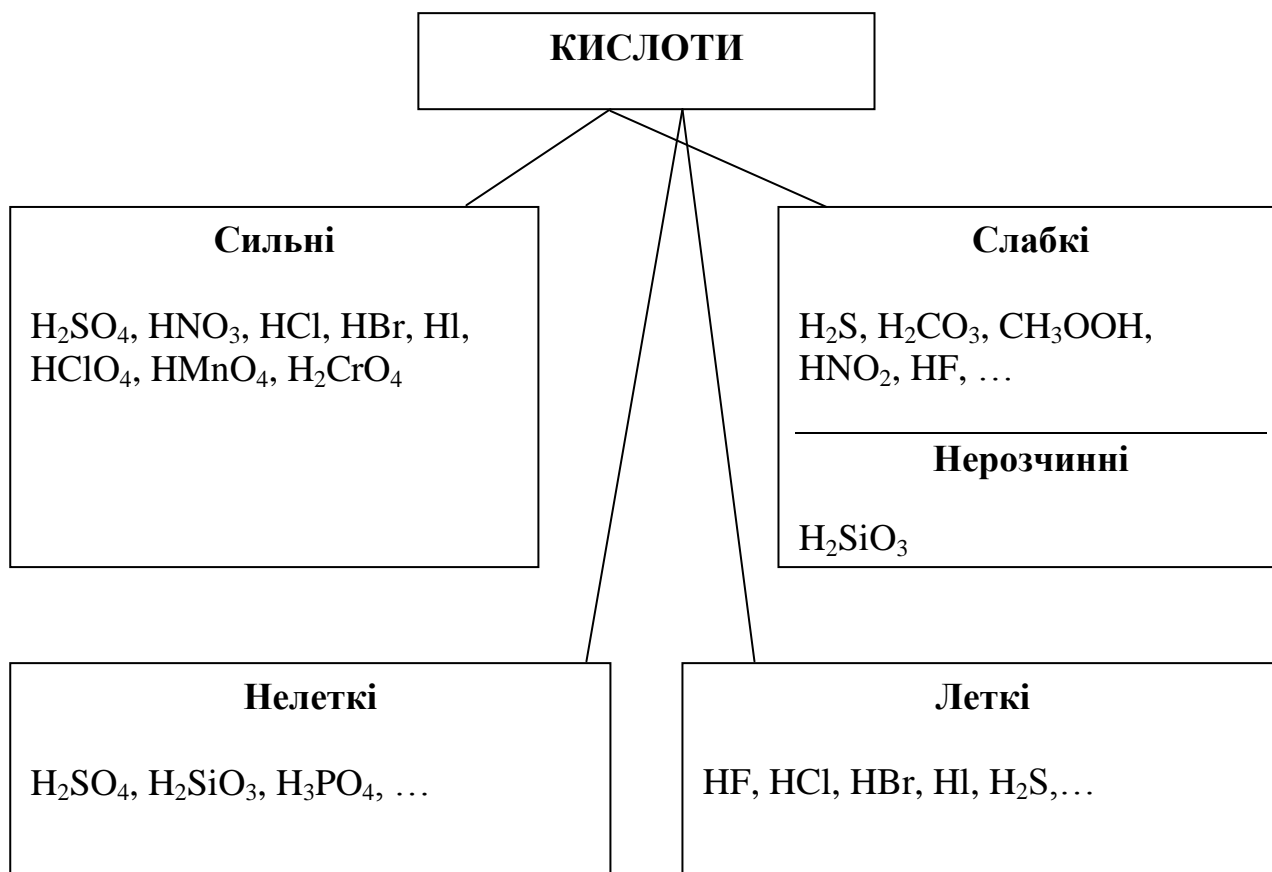 КИСЛОТИ
Сильні
H₂SO₄, HNO₃, HCl, HBr, Hl,
HClO₄, HMnO₄, H₂CrO₄
Слабкі
H₂S, H₂CO₃, CH₃OOH,
HNO₂, HF, …
Нерозчинні
H₂SiO₃
Нелеткі
H₂SO₄, H₂SiO₃, H₃PO₄, …
Леткі
HF, HCl, HBr, Hl, H₂S,…